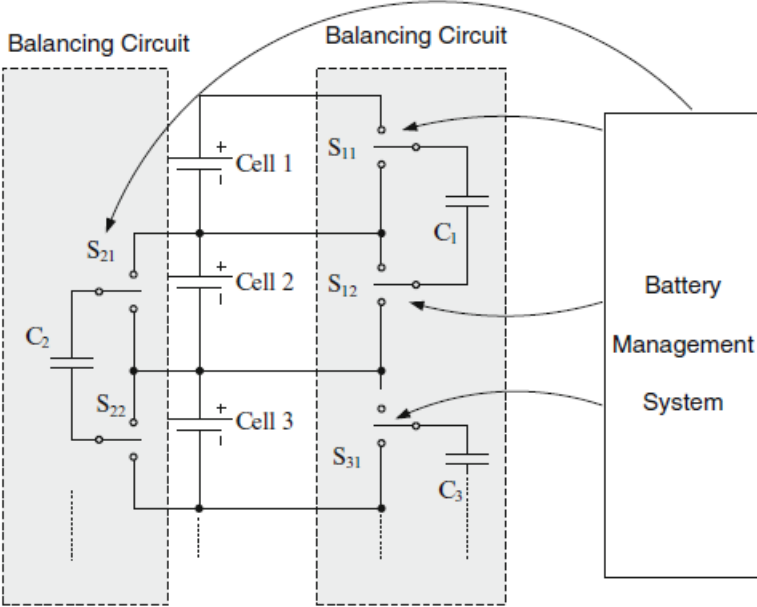 Balancing Circuit
Balancing Circuit
S₁₁
+
Cell 1
C₁
S₂₁
+
Cell 2
S₁₂
Battery
C₂
Management
S₂₂
+
Cell 3
System
S₃₁
C₃